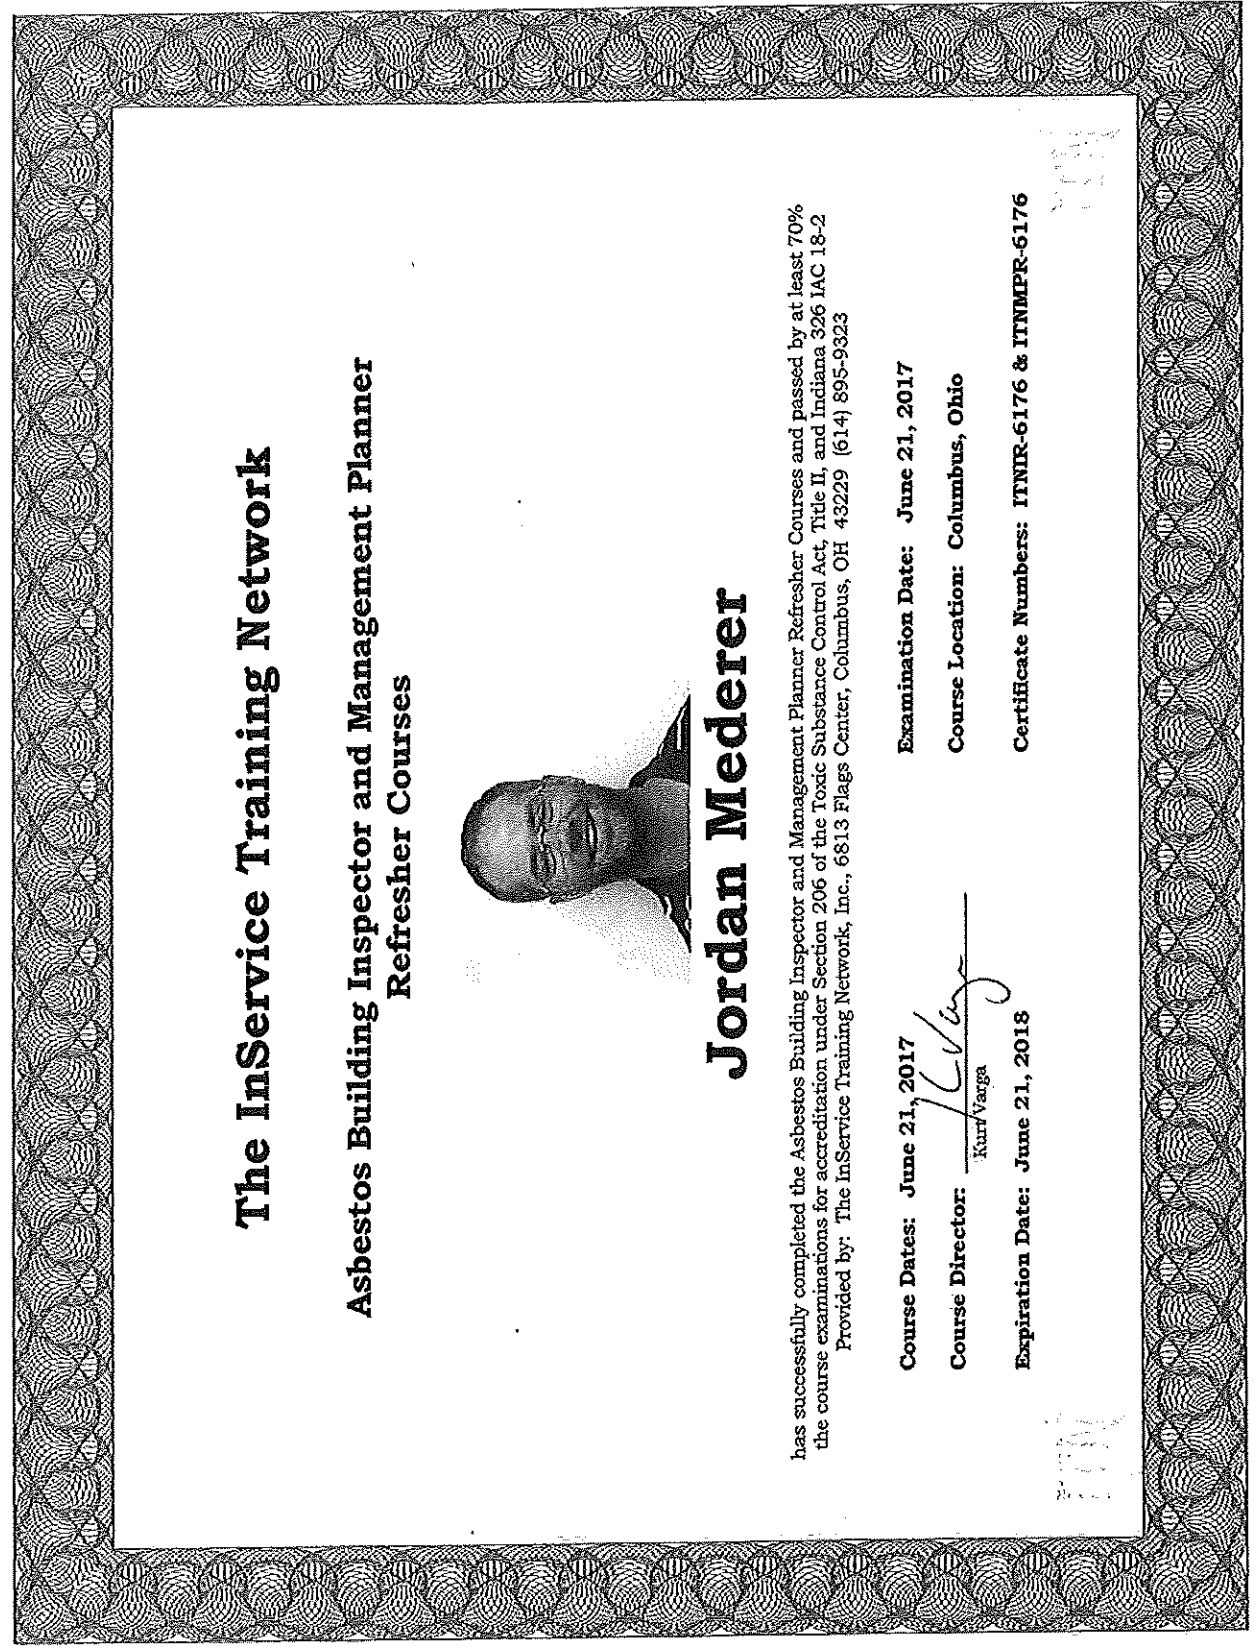 The InService Training Network
Asbestos Building Inspector and Management Planner
Refresher Courses
Jordan Mederer
has successfully completed the Asbestos Building Inspector and Management Planner Refresher Courses and passed by at least 70%
the course examinations for accreditation under Section 206 of the Toxic Substance Control Act, Title II, and Indiana 326 IAC 18-2
Provided by: The InService Training Network, Inc., 6813 Flags Center, Columbus, OH 43229 (614) 895-9323
Course Dates: June 21, 2017
Examination Date: June 21, 2017
Course Director: K Varga
Course Location: Columbus, Ohio
Kurt Varga
Expiration Date: June 21, 2018
Certificate Numbers: ITNIR-6176 & ITNMPR-6176